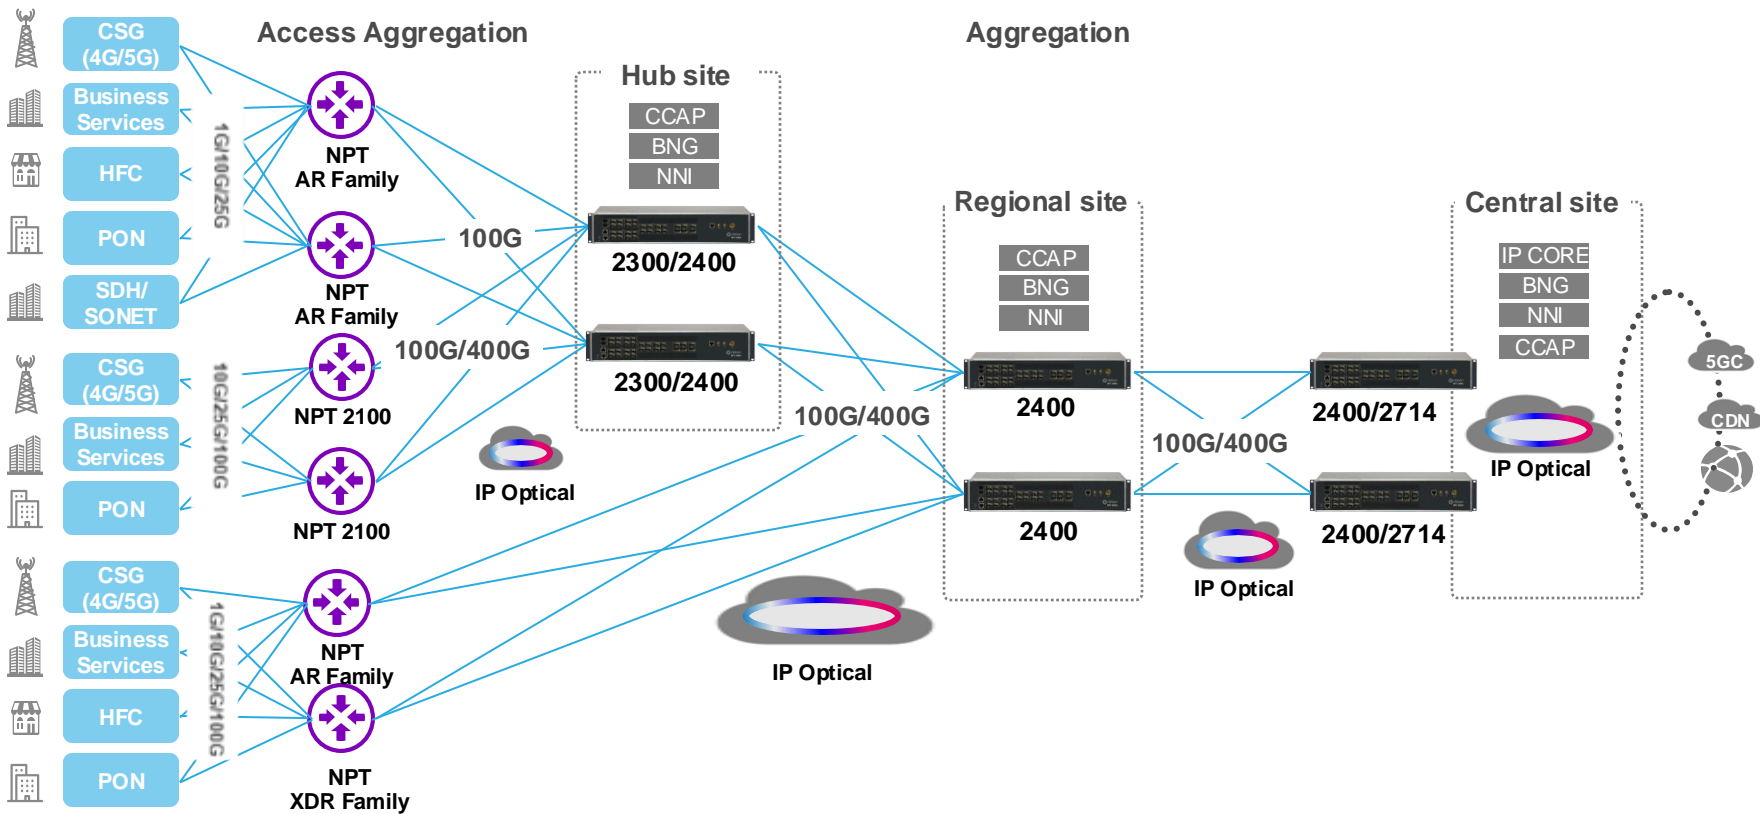 Access Aggregation
Aggregation
CSG
(4G/5G)
Business
Services
HFC
PON
SDH/
SONET
1G/10G/25G
NPT
AR Family
NPT
AR Family
100G
Hub site
CCAP
BNG
NNI
2300/2400
2300/2400
CSG
(4G/5G)
Business
Services
PON
10G/25G/100G
NPT 2100
NPT 2100
100G/400G
IP Optical
CSG
(4G/5G)
Business
Services
HFC
PON
1G/10G/25G/100G
NPT
AR Family
NPT
XDR Family
100G/400G
IP Optical
Regional site
CCAP
BNG
NNI
2400
2400
100G/400G
IP Optical
Central site
IP CORE
BNG
NNI
CCAP
2400/2714
2400/2714
IP Optical
5GC
CDN